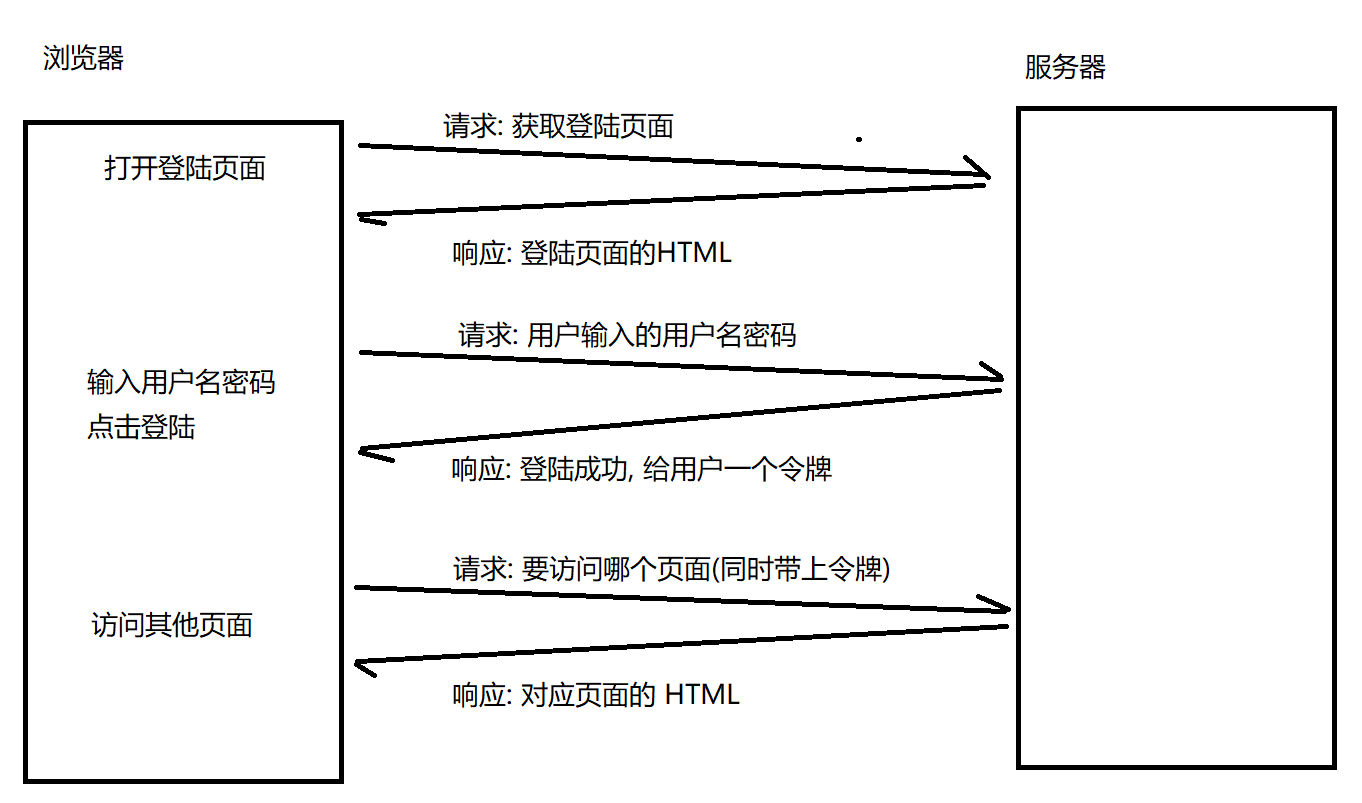 浏览器
服务器
请求: 获取登陆页面
打开登陆页面
响应: 登陆页面的HTML
请求: 用户输入的用户名密码
输入用户名密码
点击登陆
响应: 登陆成功, 给用户一个令牌
请求: 要访问哪个页面(同时带上令牌)
访问其他页面
响应: 对应页面的 HTML